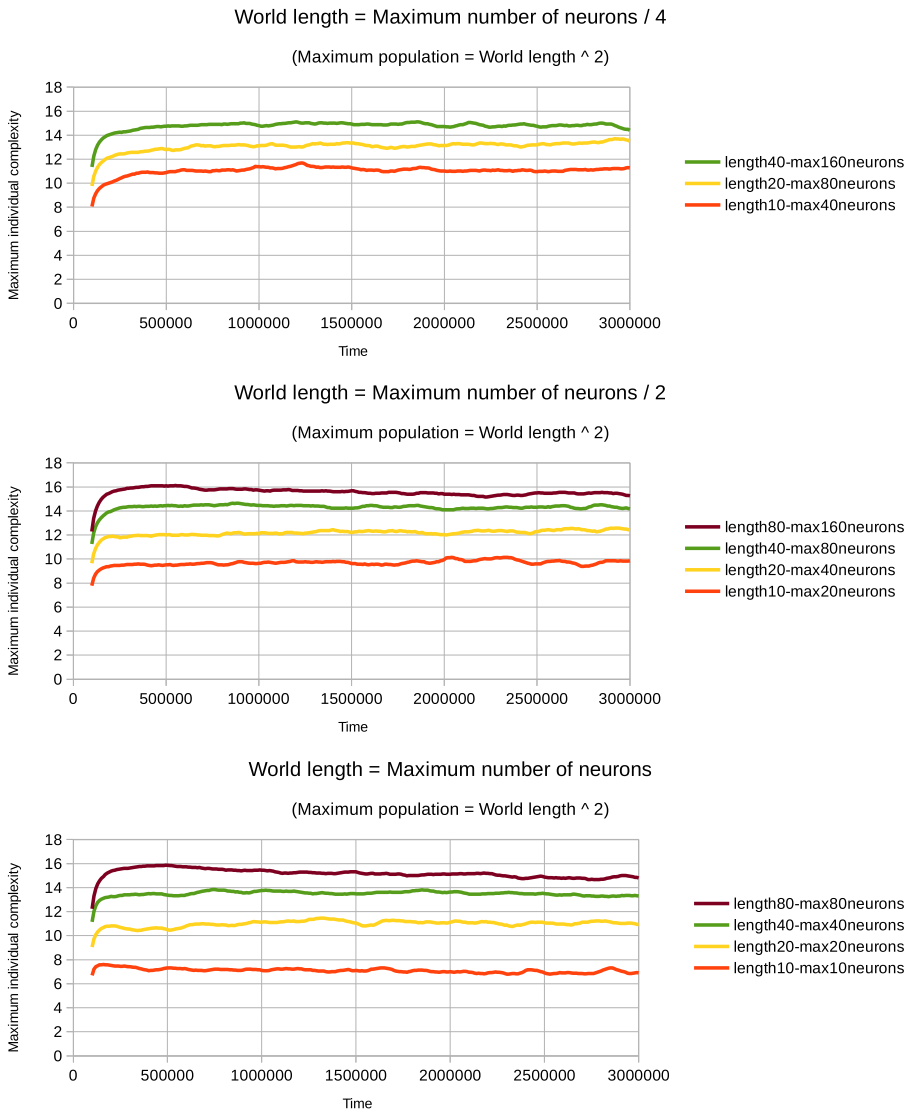 World length = Maximum number of neurons / 4
(Maximum population = World length ^ 2)
Maximum individual complexity
18
16
14
12
10
8
6
4
2
0
0 500000 1000000 1500000 2000000 2500000 3000000
Time
length40-max160neurons
length20-max80neurons
length10-max40neurons
World length = Maximum number of neurons / 2
(Maximum population = World length ^ 2)
Maximum individual complexity
18
16
14
12
10
8
6
4
2
0
0 500000 1000000 1500000 2000000 2500000 3000000
Time
length80-max160neurons
length40-max80neurons
length20-max40neurons
length10-max20neurons
World length = Maximum number of neurons
(Maximum population = World length ^ 2)
Maximum individual complexity
18
16
14
12
10
8
6
4
2
0
0 500000 1000000 1500000 2000000 2500000 3000000
Time
length80-max80neurons
length40-max40neurons
length20-max20neurons
length10-max10neurons